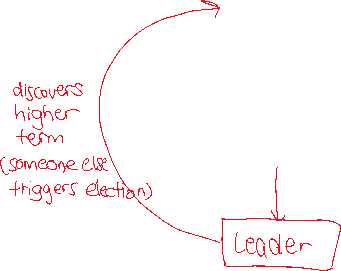 discovers
higher
term
(someone else
triggers election)
Leader